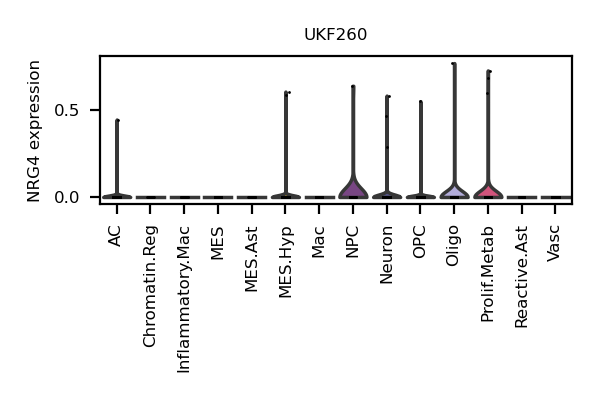 UKF260
NRG4 expression
0.5
0.0
AC
Chromatin.Reg
Inflammatory.Mac
MES
MES.Ast
MES.Hyp
Mac
NPC
Neuron
OPC
Oligo
Prolif.Metab
Reactive.Ast
Vasc